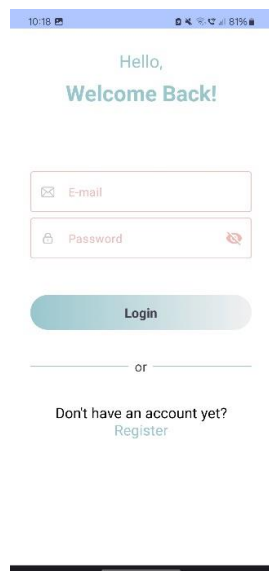 10:18 81%
Hello,
Welcome Back!
E-mail
Password
Login
or
Don't have an account yet?
Register